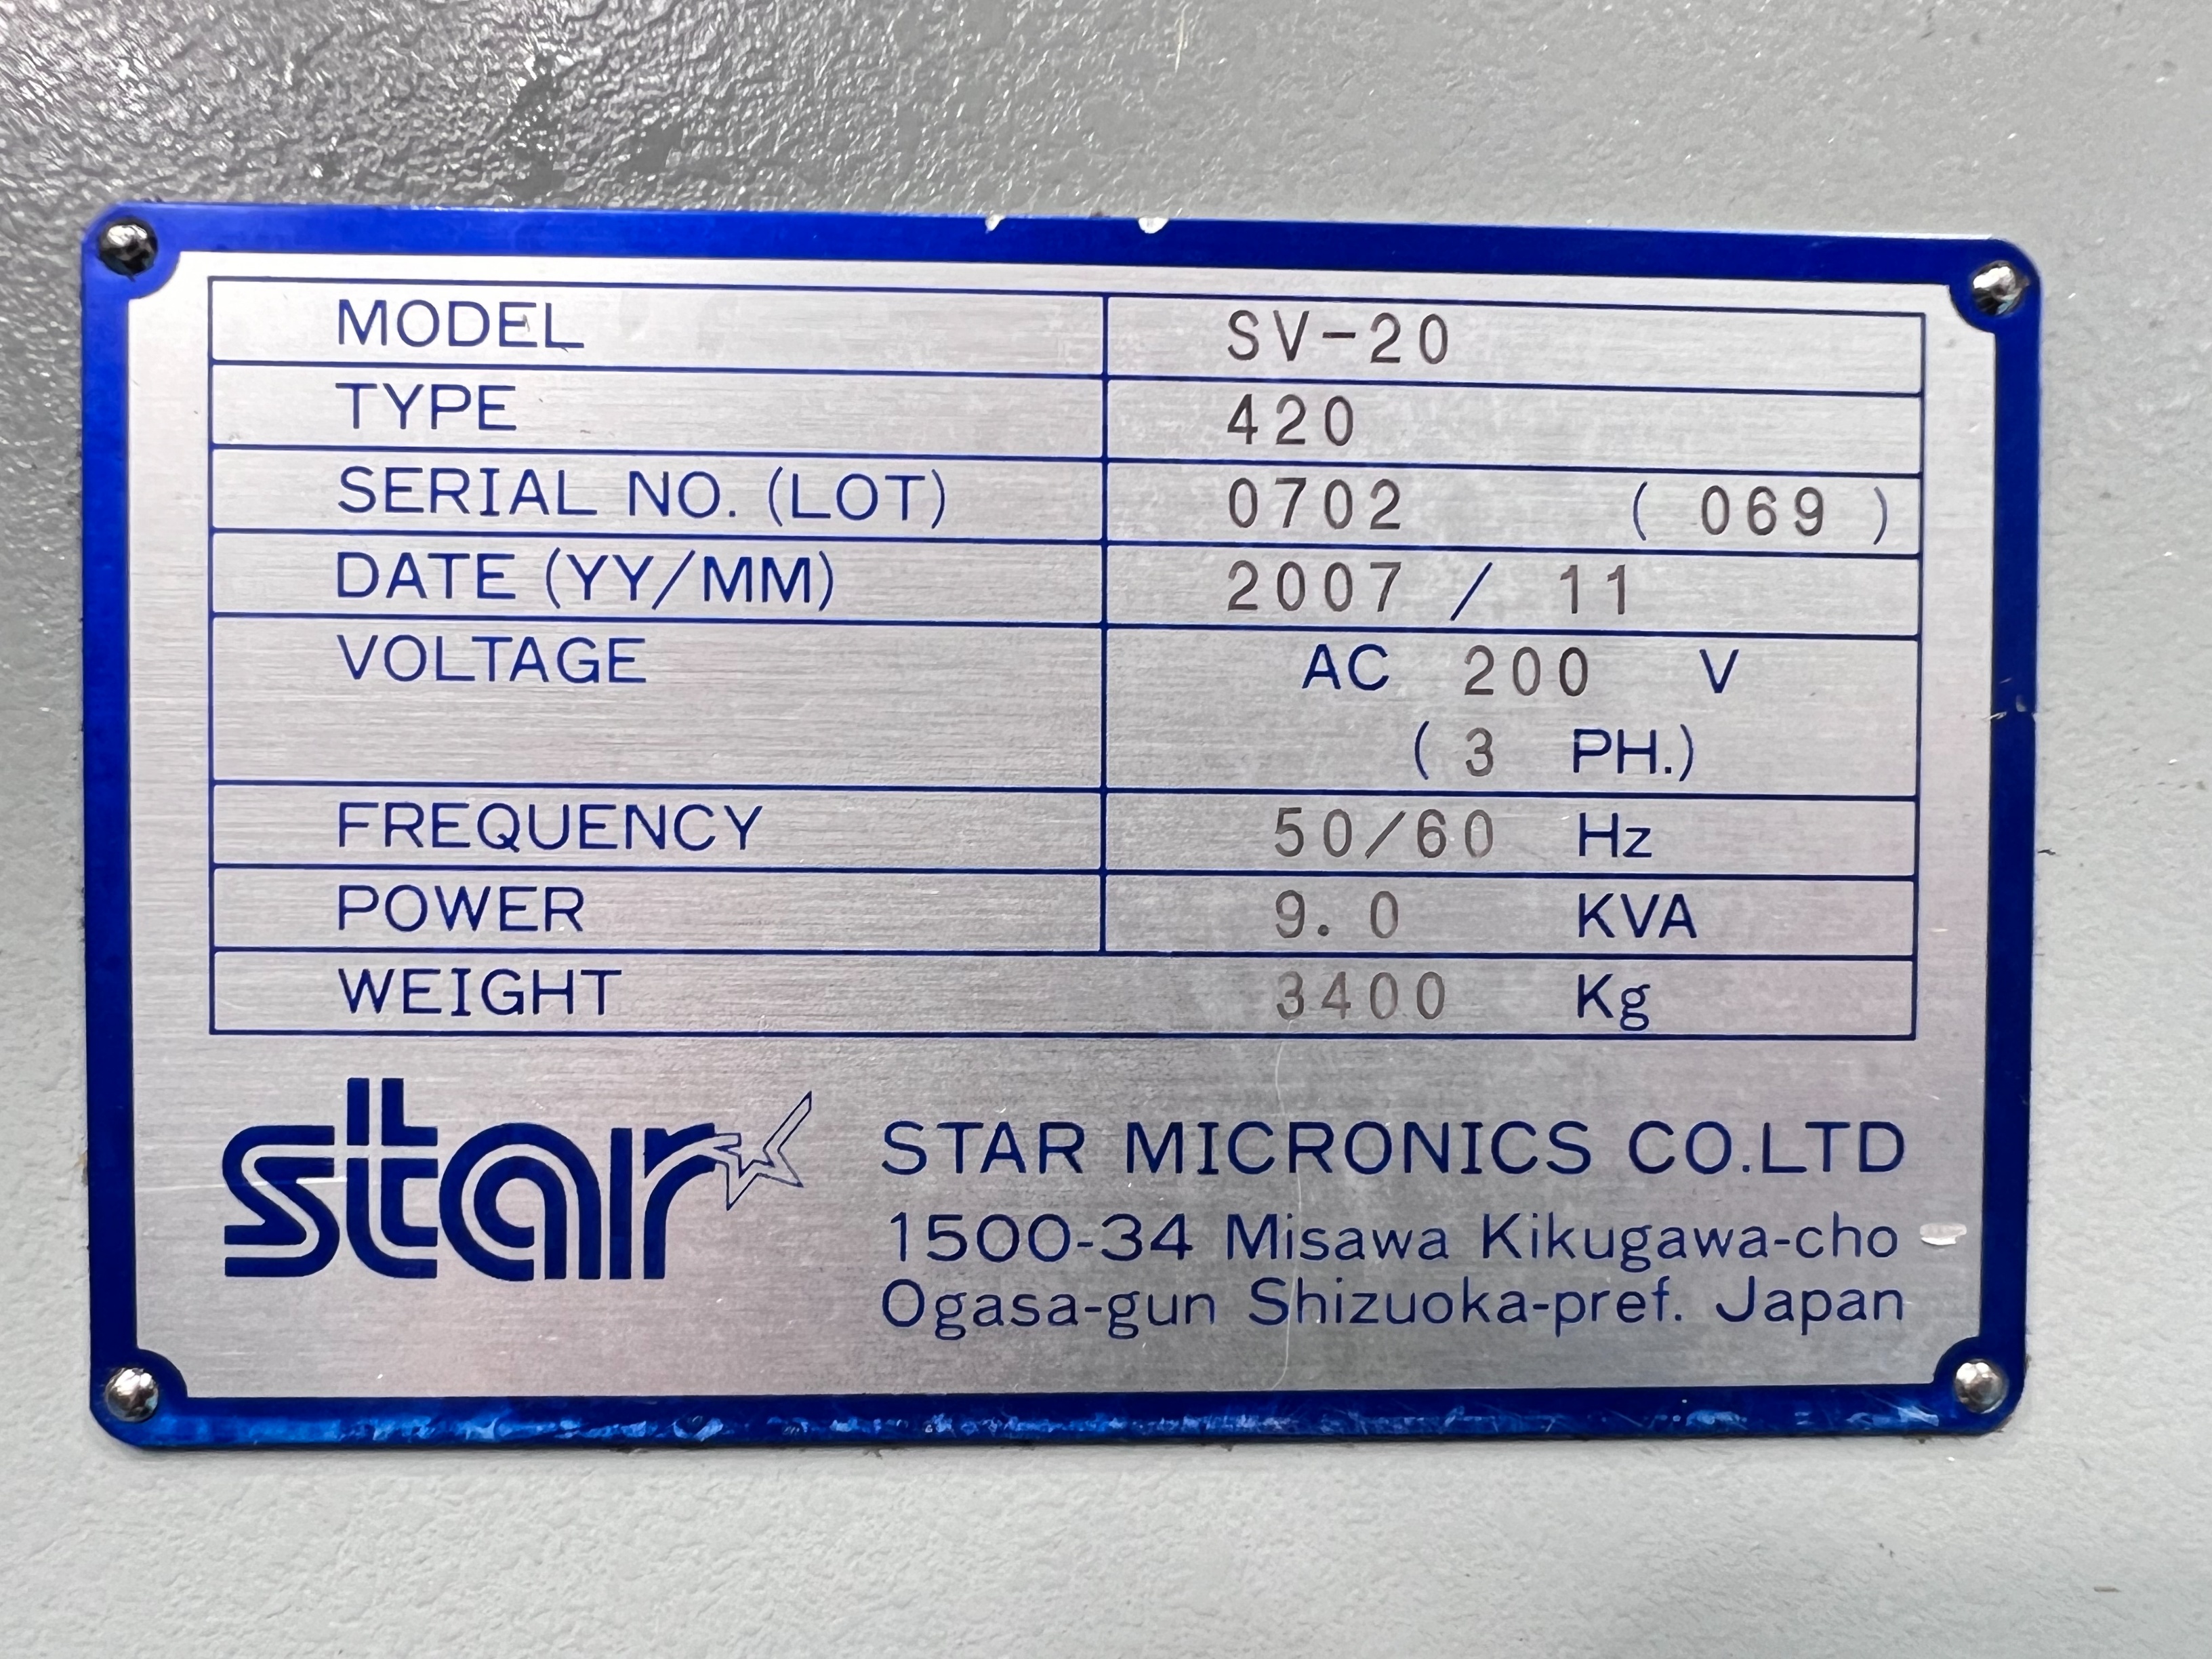 MODEL SV-20
TYPE 420
SERIAL NO. (LOT) 0702 ( 069 )
DATE (YY/MM) 2007 / 11
VOLTAGE AC 200 V
( 3 PH.)
FREQUENCY 50/60 Hz
POWER 9.0 KVA
WEIGHT 3400 Kg
star
STAR MICRONICS CO.LTD
1500-34 Misawa Kikugawa-cho
Ogasa-gun Shizuoka-pref. Japan